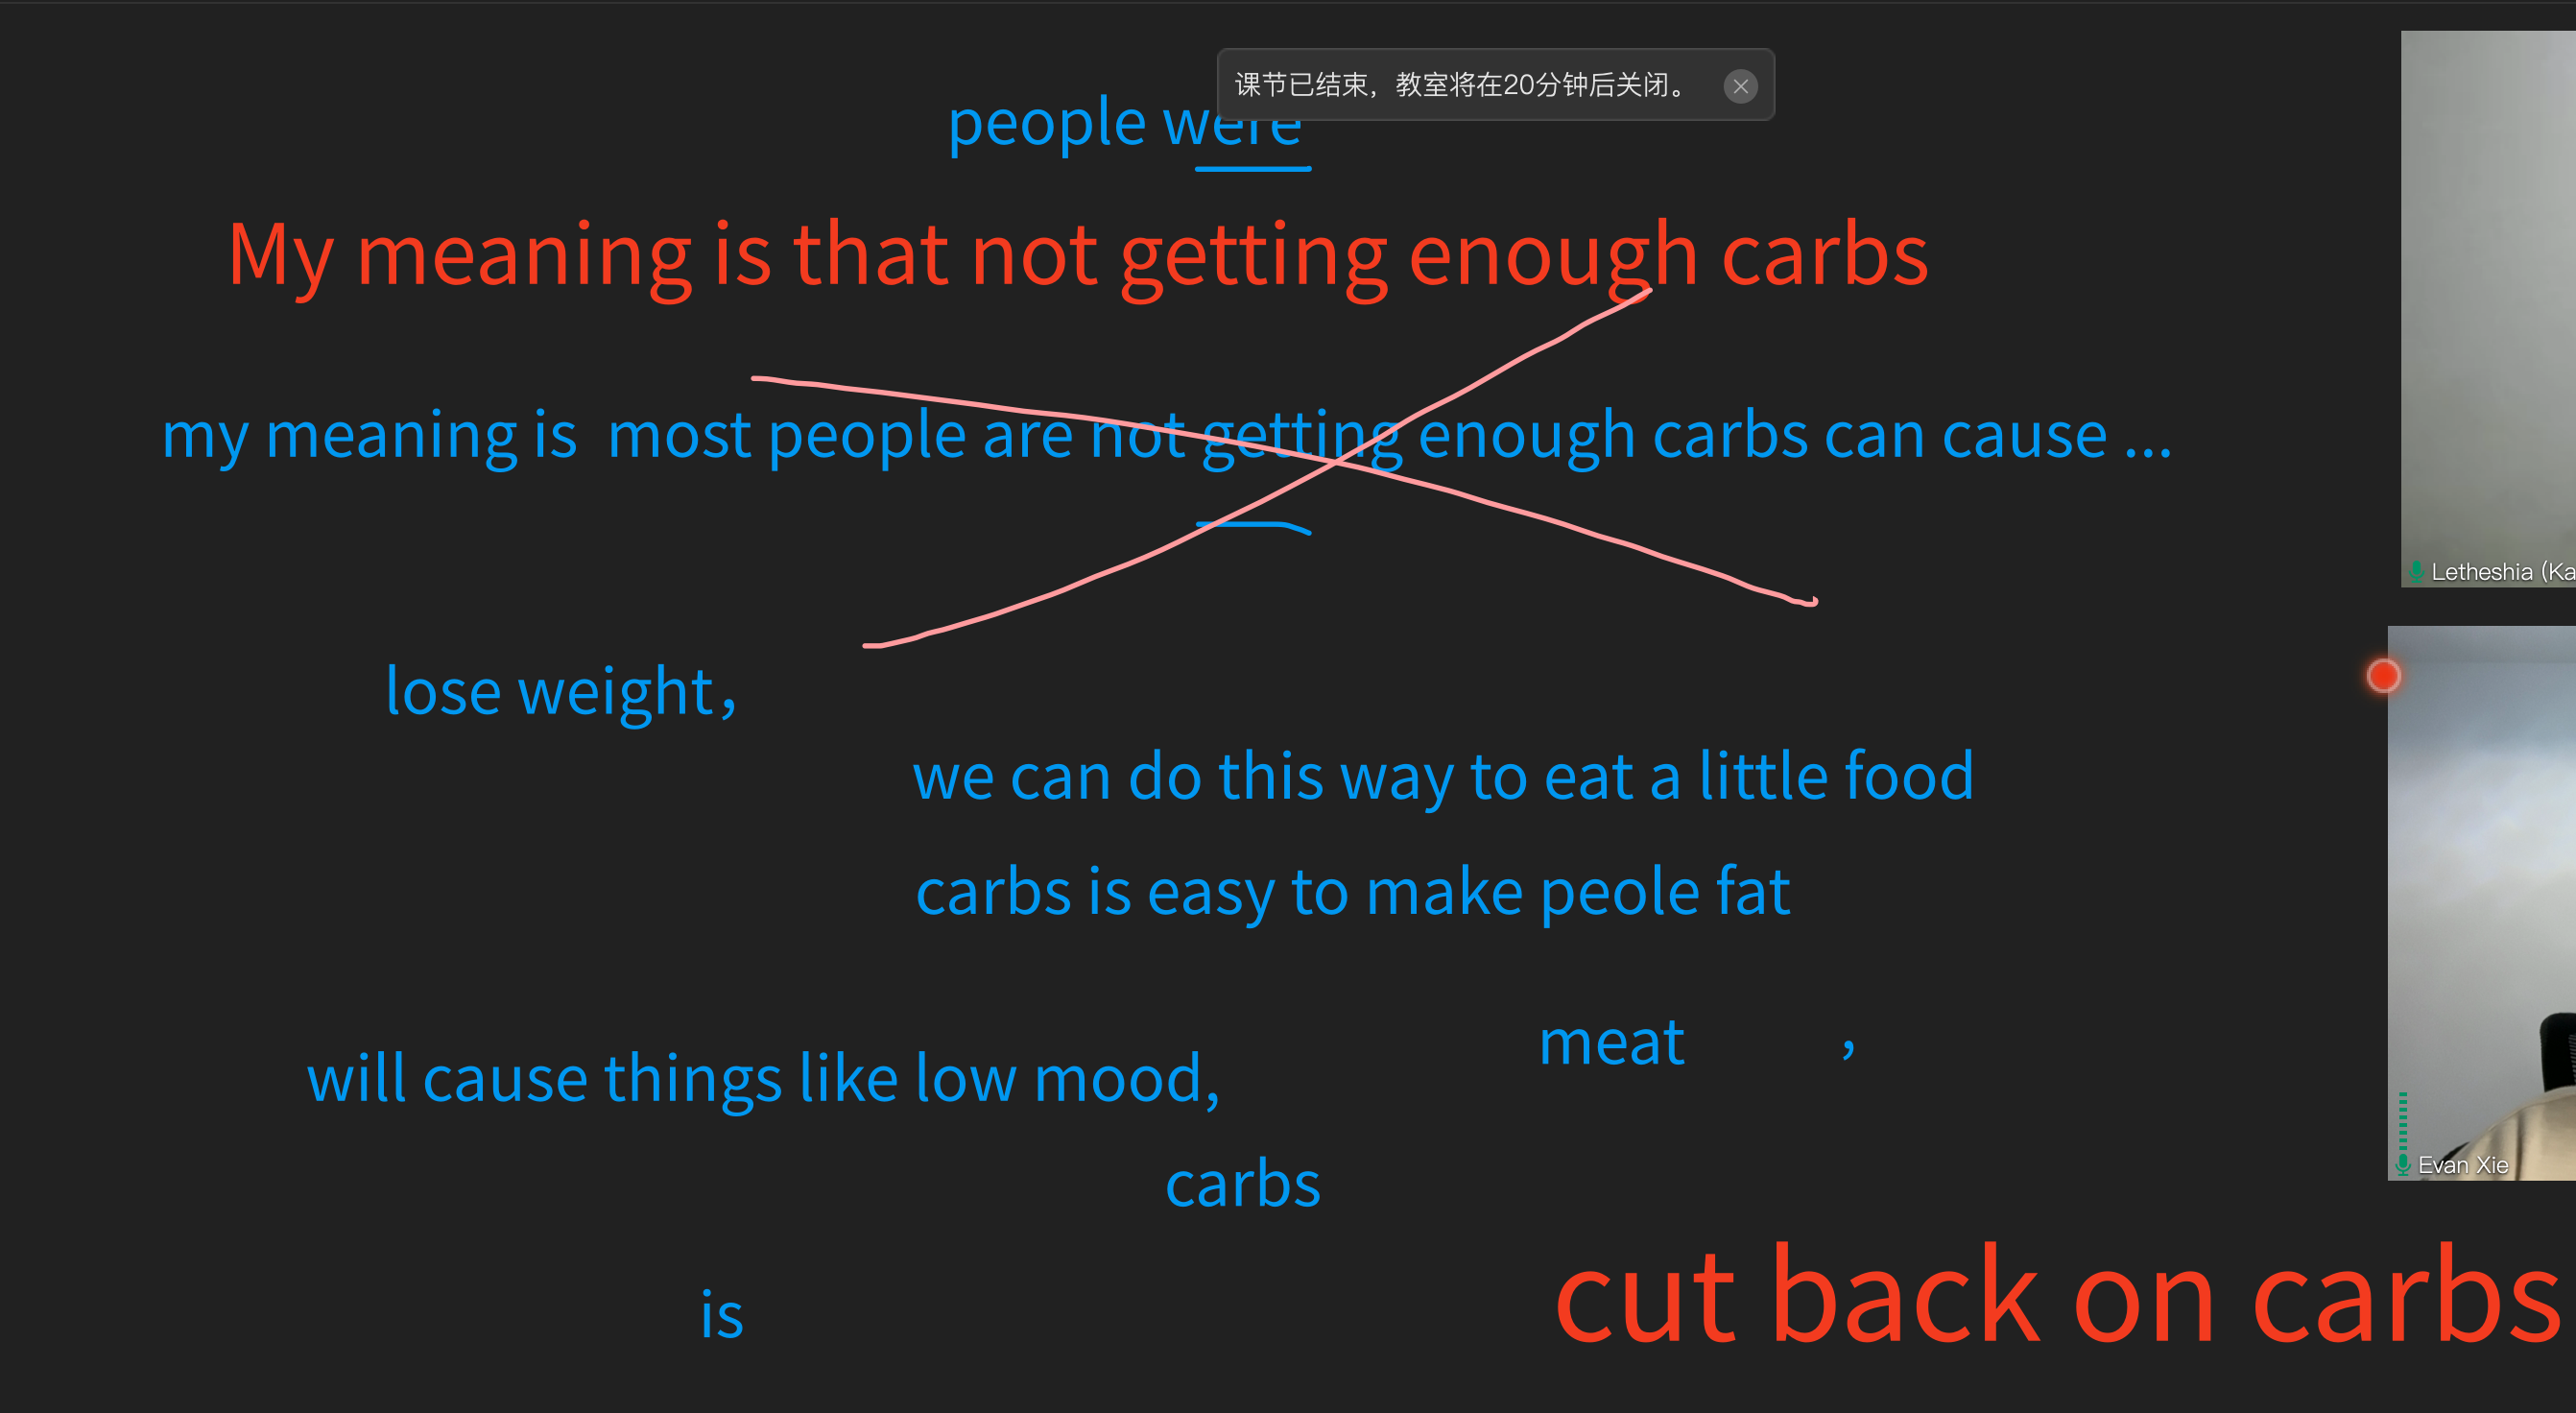 课节已结束，教室将在20分钟后关闭。
people were
My meaning is that not getting enough carbs
my meaning is most people are not getting enough carbs can cause ...
Letheshia (Ka
lose weight，
we can do this way to eat a little food
carbs is easy to make peole fat
meat ，
will cause things like low mood,
Evan Xie
carbs
is
cut back on carbs